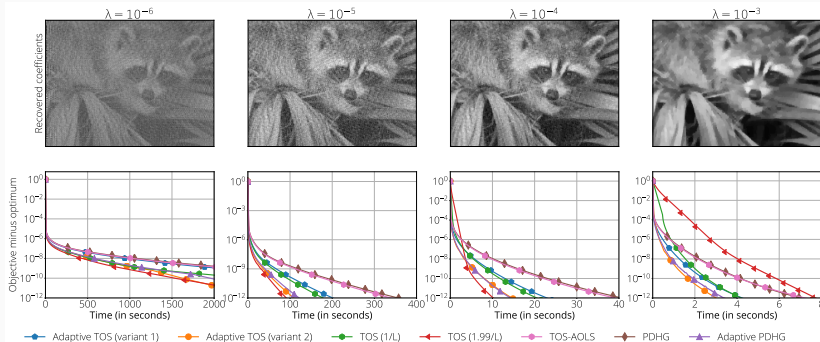 λ = 10⁻⁶
λ = 10⁻⁵
λ = 10⁻⁴
λ = 10⁻³
Recovered coefficients
Objective minus optimum
10⁰
10⁻²
10⁻⁴
10⁻⁶
10⁻⁸
10⁻¹⁰
10⁻¹²
0 500 1000 1500 2000
Time (in seconds)
10⁰
10⁻³
10⁻⁶
10⁻⁹
10⁻¹²
0 100 200 300 400
Time (in seconds)
10⁰
10⁻²
10⁻⁴
10⁻⁶
10⁻⁸
10⁻¹⁰
10⁻¹²
0 10 20 30 40
Time (in seconds)
10⁰
10⁻²
10⁻⁴
10⁻⁶
10⁻⁸
10⁻¹⁰
10⁻¹²
0 2 4 6 8
Time (in seconds)
Adaptive TOS (variant 1) Adaptive TOS (variant 2) TOS (1/L) TOS (1.99/L) TOS-AOLS PDHG Adaptive PDHG